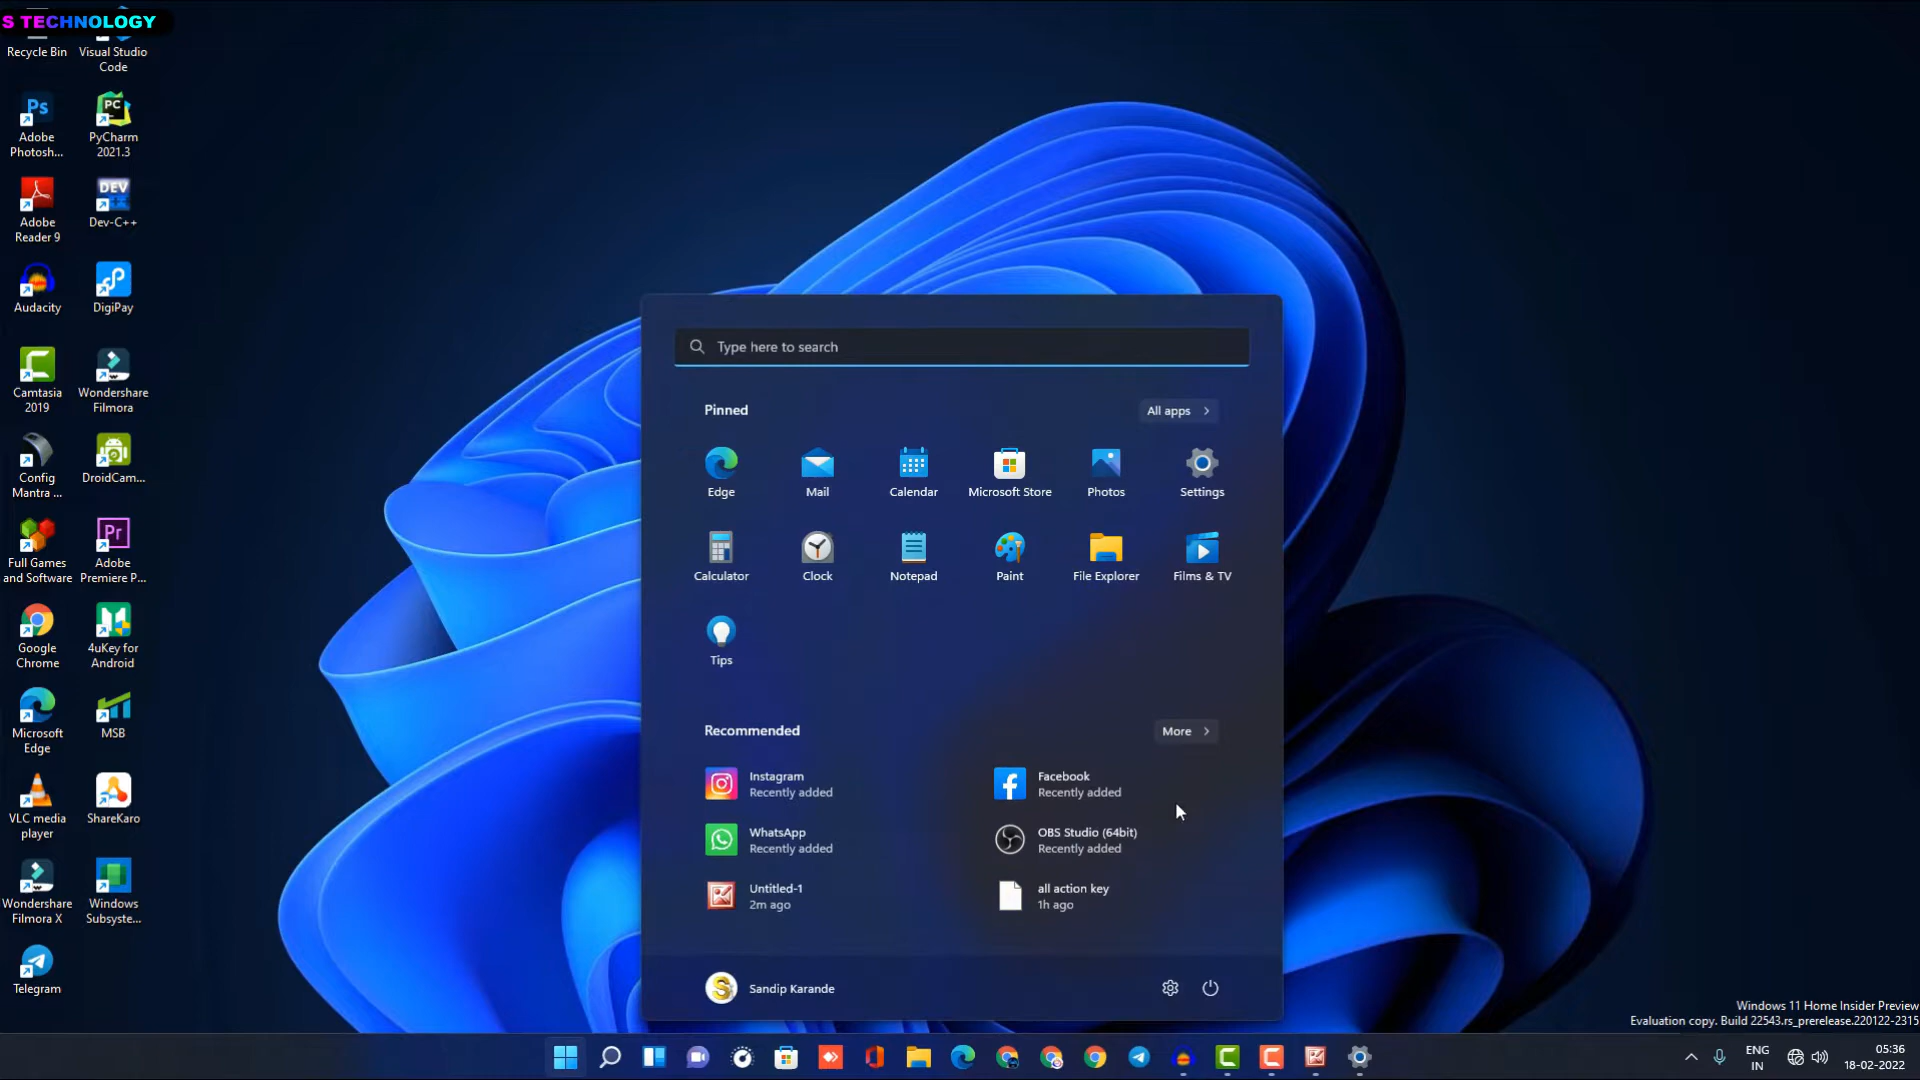 S TECHNOLOGY
Recycle Bin
Visual Studio
Code
Ps
Adobe
Photosh...
PC
PyCharm
2021.3
Adobe
Reader 9
DEV
Dev-C++
Audacity
DigiPay
Camtasia
2019
Wondershare
Filmora
Config
Mantra ...
DroidCam...
Full Games
and Software
Pr
Adobe
Premiere P...
Google
Chrome
4uKey for
Android
Microsoft
Edge
MSB
VLC media
player
ShareKaro
Wondershare
Filmora X
Windows
Subsyste...
Telegram
Type here to search
Pinned
All apps
Edge
Mail
Calendar
Microsoft Store
Photos
Settings
Calculator
Clock
Notepad
Paint
File Explorer
Films & TV
Tips
Recommended
More
Instagram
Recently added
Facebook
Recently added
WhatsApp
Recently added
OBS Studio (64bit)
Recently added
Untitled-1
2m ago
all action key
1h ago
S
Sandip Karande
Windows 11 Home Insider Preview
Evaluation copy. Build 22543.rs_prerelease.220122-2315
ENG
IN
05:36
18-02-2022